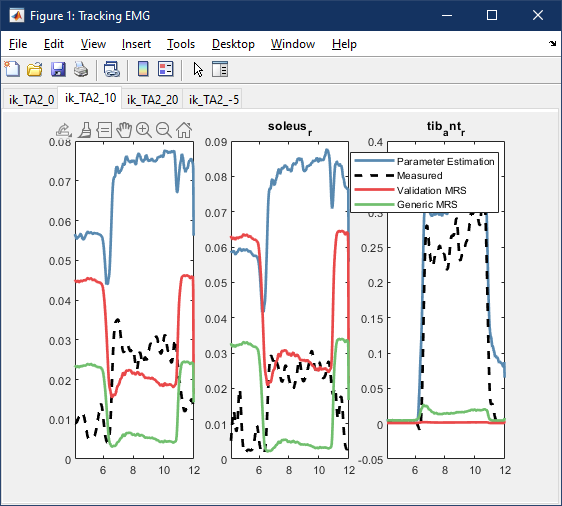 Figure 1: Tracking EMG
File Edit View Insert Tools Desktop Window Help
ik_TA2_0 ik_TA2_10 ik_TA2_20 ik_TA2_-5
soleusr
tibantr
0.08
0.07
0.06
0.05
0.04
0.03
0.02
0.01
0
6 8 10 12
0.09
0.08
0.07
0.06
0.05
0.04
0.03
0.02
0.01
0
6 8 10 12
0.4
0.3
0.25
0.2
0.15
0.1
0.05
0
-0.05
6 8 10 12
Parameter Estimation
Measured
Validation MRS
Generic MRS